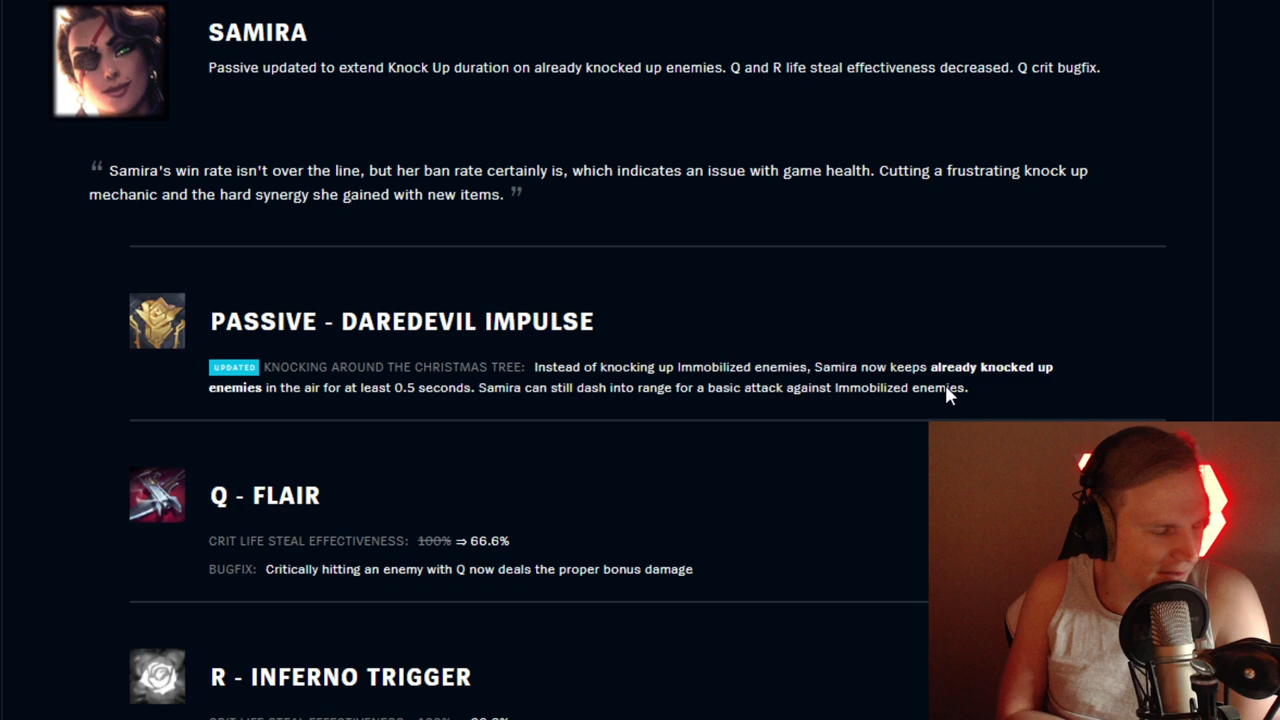 SAMIRA
Passive updated to extend Knock Up duration on already knocked up enemies. Q and R life steal effectiveness decreased. Q crit bugfix.
“ Samira's win rate isn't over the line, but her ban rate certainly is, which indicates an issue with game health. Cutting a frustrating knock up
mechanic and the hard synergy she gained with new items. ”
PASSIVE - DAREDEVIL IMPULSE
UPDATED KNOCKING AROUND THE CHRISTMAS TREE: Instead of knocking up Immobilized enemies, Samira now keeps already knocked up
enemies in the air for at least 0.5 seconds. Samira can still dash into range for a basic attack against Immobilized enemies.
Q - FLAIR
CRIT LIFE STEAL EFFECTIVENESS: 100% ⇒ 66.6%
BUGFIX: Critically hitting an enemy with Q now deals the proper bonus damage
R - INFERNO TRIGGER